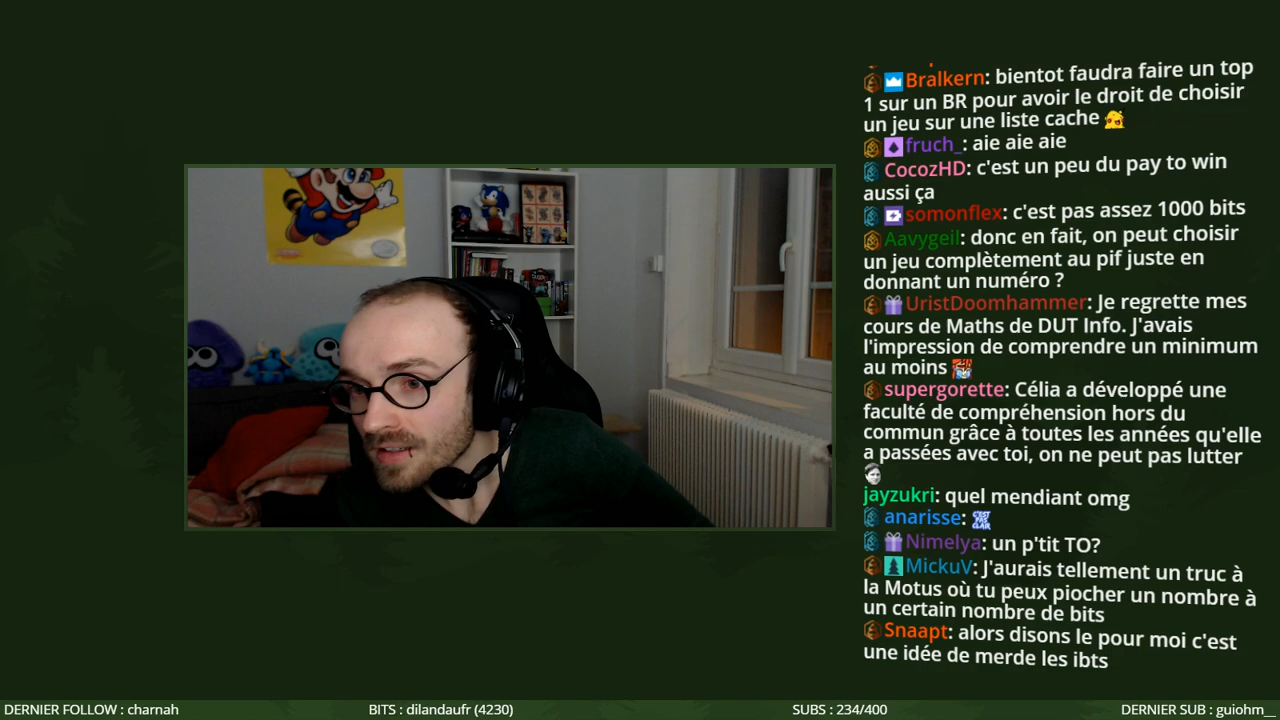 Bralkern: bientot faudra faire un top
1 sur un BR pour avoir le droit de choisir
un jeu sur une liste cache
fruch_: aie aie aie
CocozHD: c'est un peu du pay to win
aussi ça
somonflex: c'est pas assez 1000 bits
Aavygeil: donc en fait, on peut choisir
un jeu complètement au pif juste en
donnant un numéro ?
UristDoomhammer: Je regrette mes
cours de Maths de DUT Info. J'avais
l'impression de comprendre un minimum
au moins
supergorette: Célia a développé une
faculté de compréhension hors du
commun grâce à toutes les années qu'elle
a passées avec toi, on ne peut pas lutter
jayzukri: quel mendiant omg
anarisse: C'EST PAS CLAIR
Nimelya: un p'tit TO?
MickuV: J'aurais tellement un truc à
la Motus où tu peux piocher un nombre à
un certain nombre de bits
Snaapt: alors disons le pour moi c'est
une idée de merde les ibts
DERNIER FOLLOW : charnah
BITS : dilandaufr (4230)
SUBS : 234/400
DERNIER SUB : guiohm__